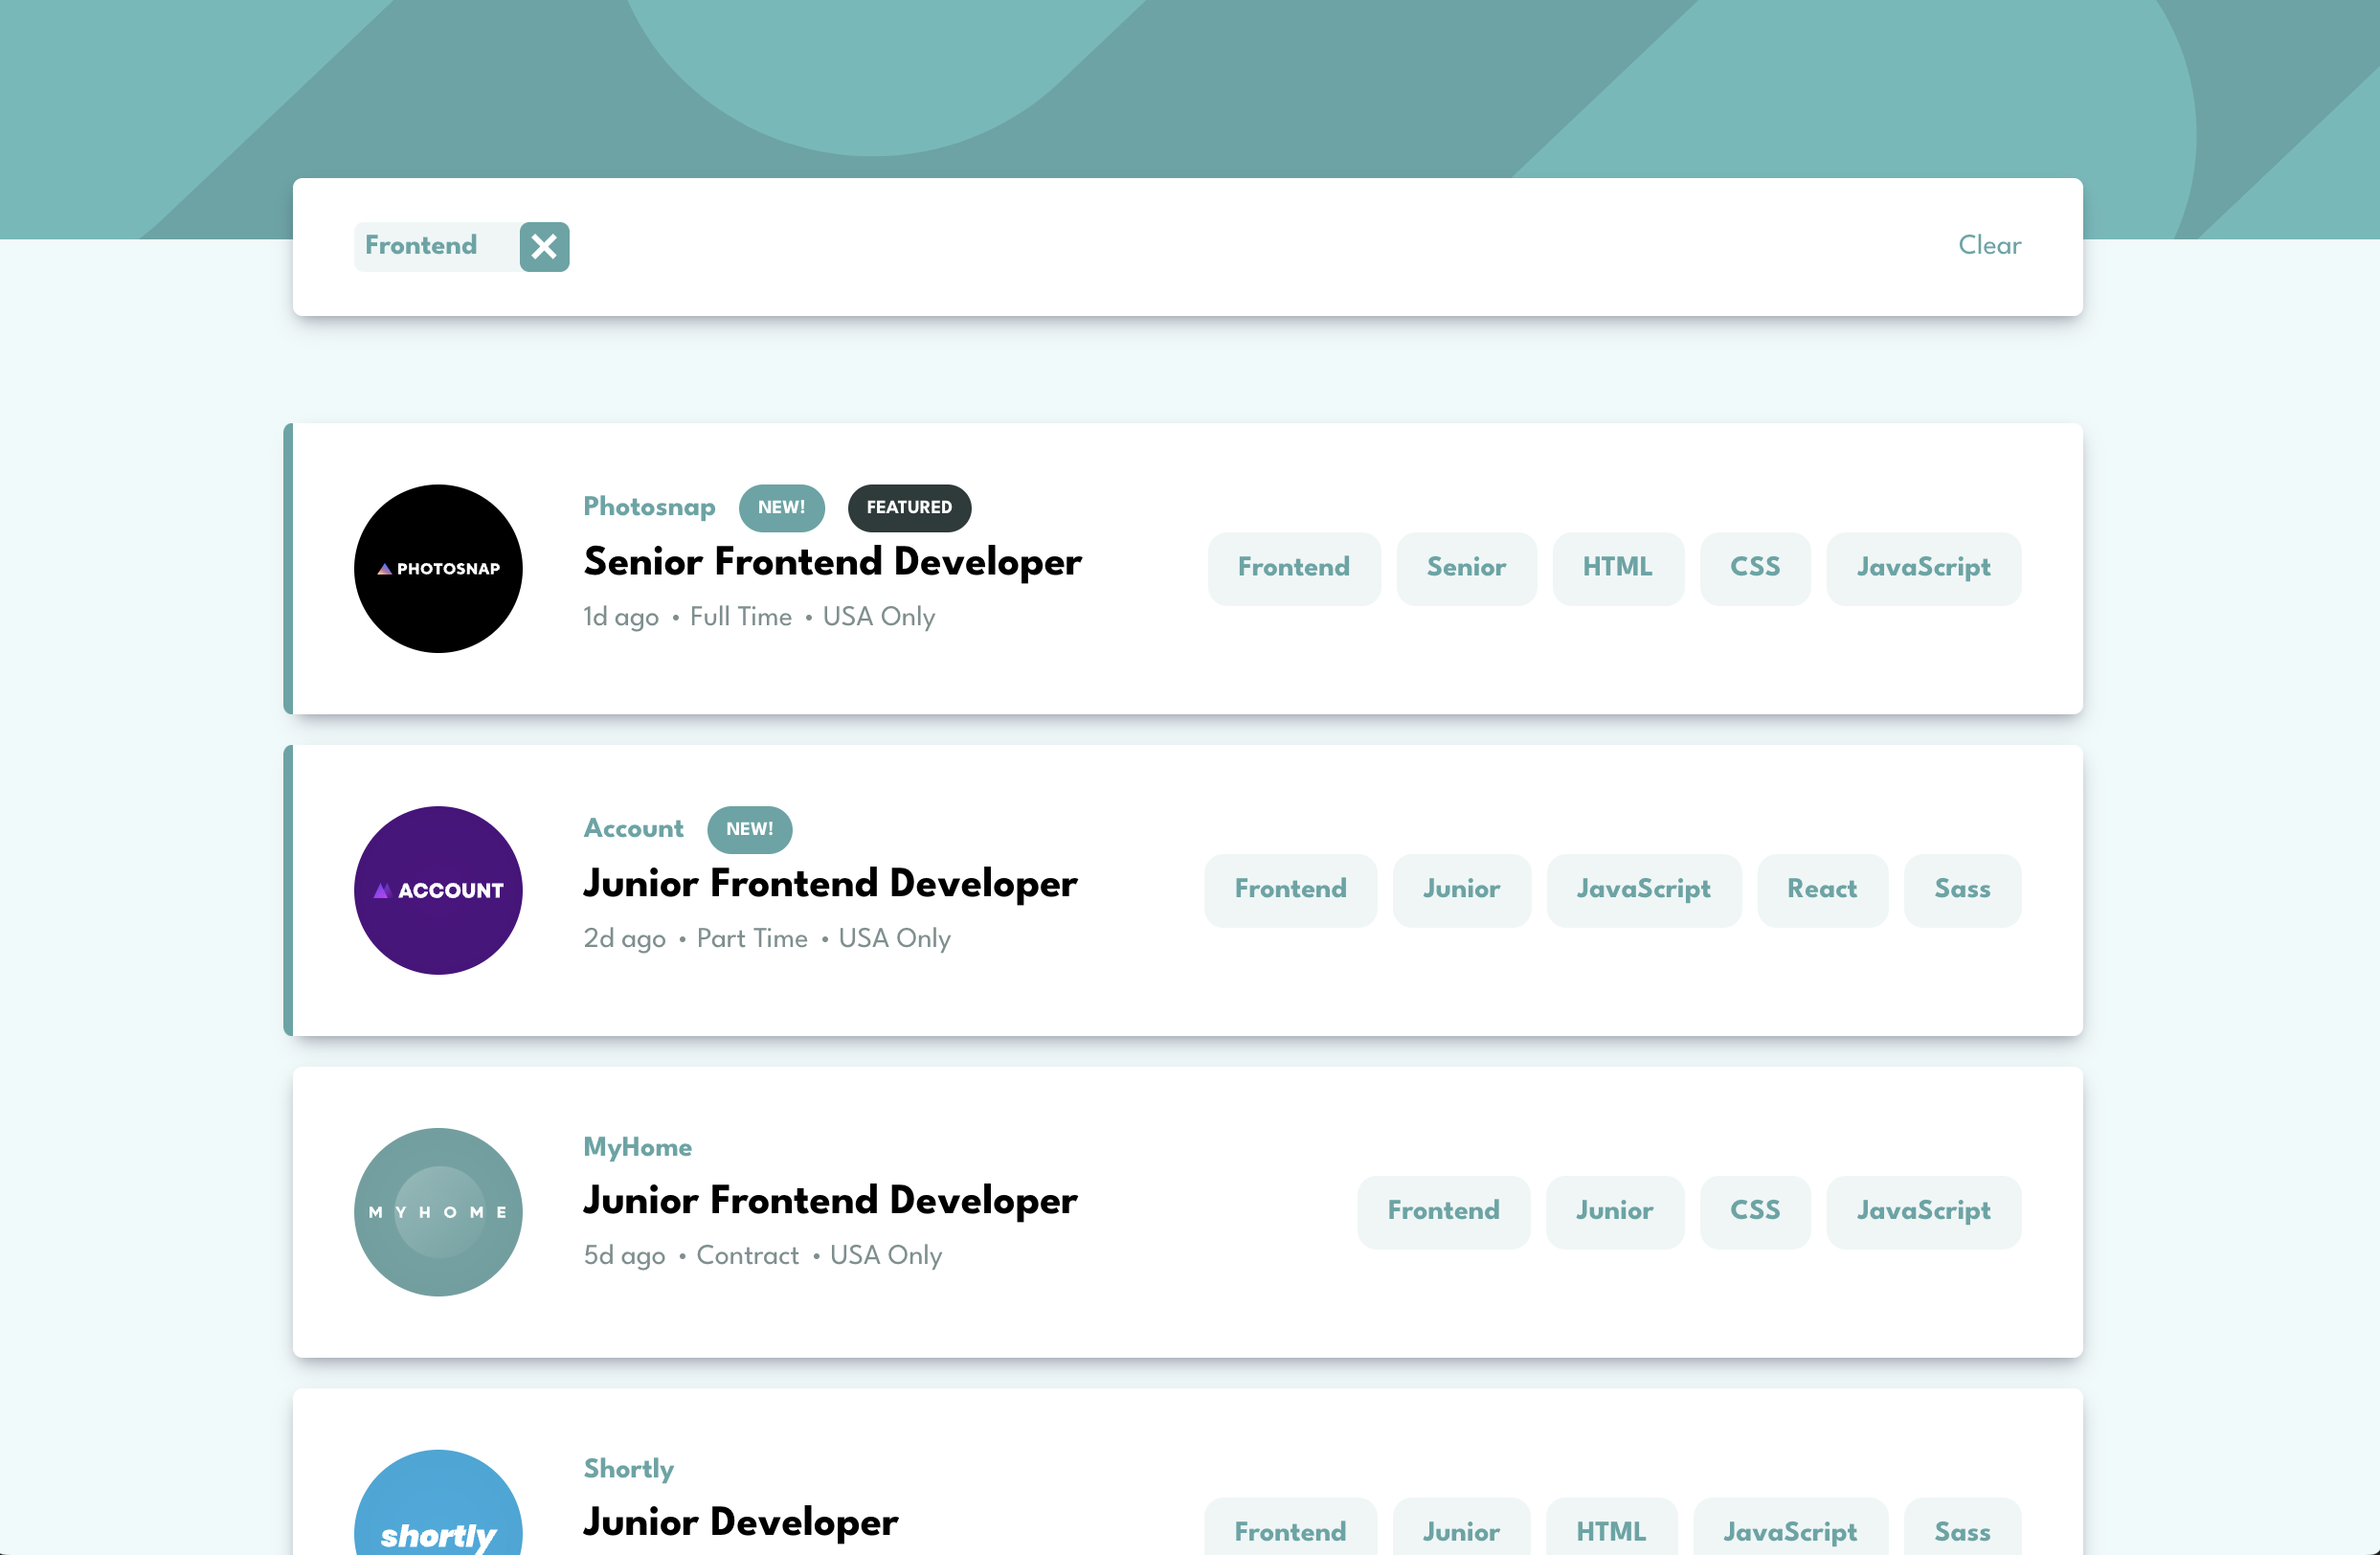 Frontend
Clear
PHOTOSNAP
Photosnap NEW! FEATURED
Senior Frontend Developer
1d ago • Full Time • USA Only
Frontend Senior HTML CSS JavaScript
ACCOUNT
Account NEW!
Junior Frontend Developer
2d ago • Part Time • USA Only
Frontend Junior JavaScript React Sass
MYHOME
MyHome
Junior Frontend Developer
5d ago • Contract • USA Only
Frontend Junior CSS JavaScript
shortly
Shortly
Junior Developer
Frontend Junior HTML JavaScript Sass